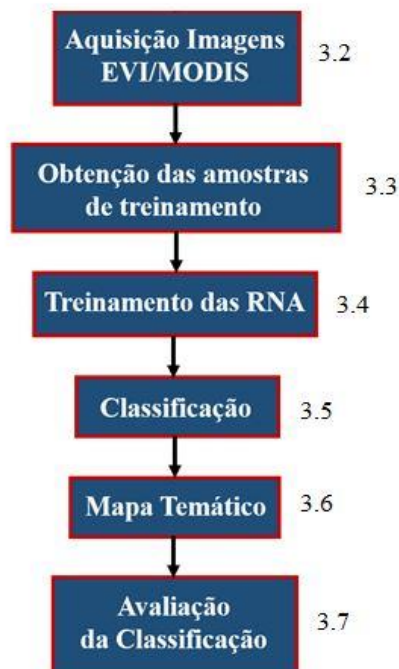 Aquisição Imagens
EVI/MODIS
3.2
Obtenção das amostras
de treinamento
3.3
Treinamento das RNA
3.4
Classificação
3.5
Mapa Temático
3.6
Avaliação
da Classificação
3.7